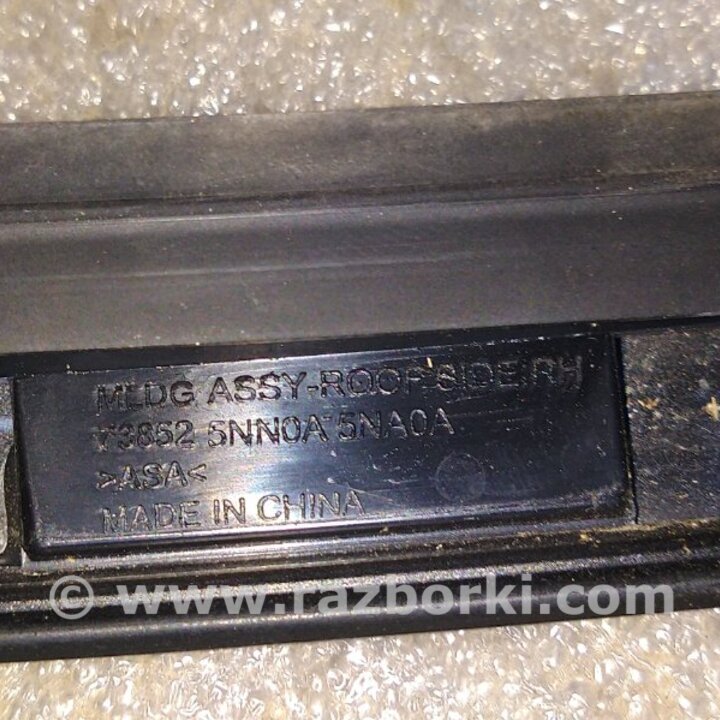 MLDG ASSY-ROOF SIDE RH
73852 5NN0A 5NA0A
>ASA<
MADE IN CHINA
© www.razborki.com